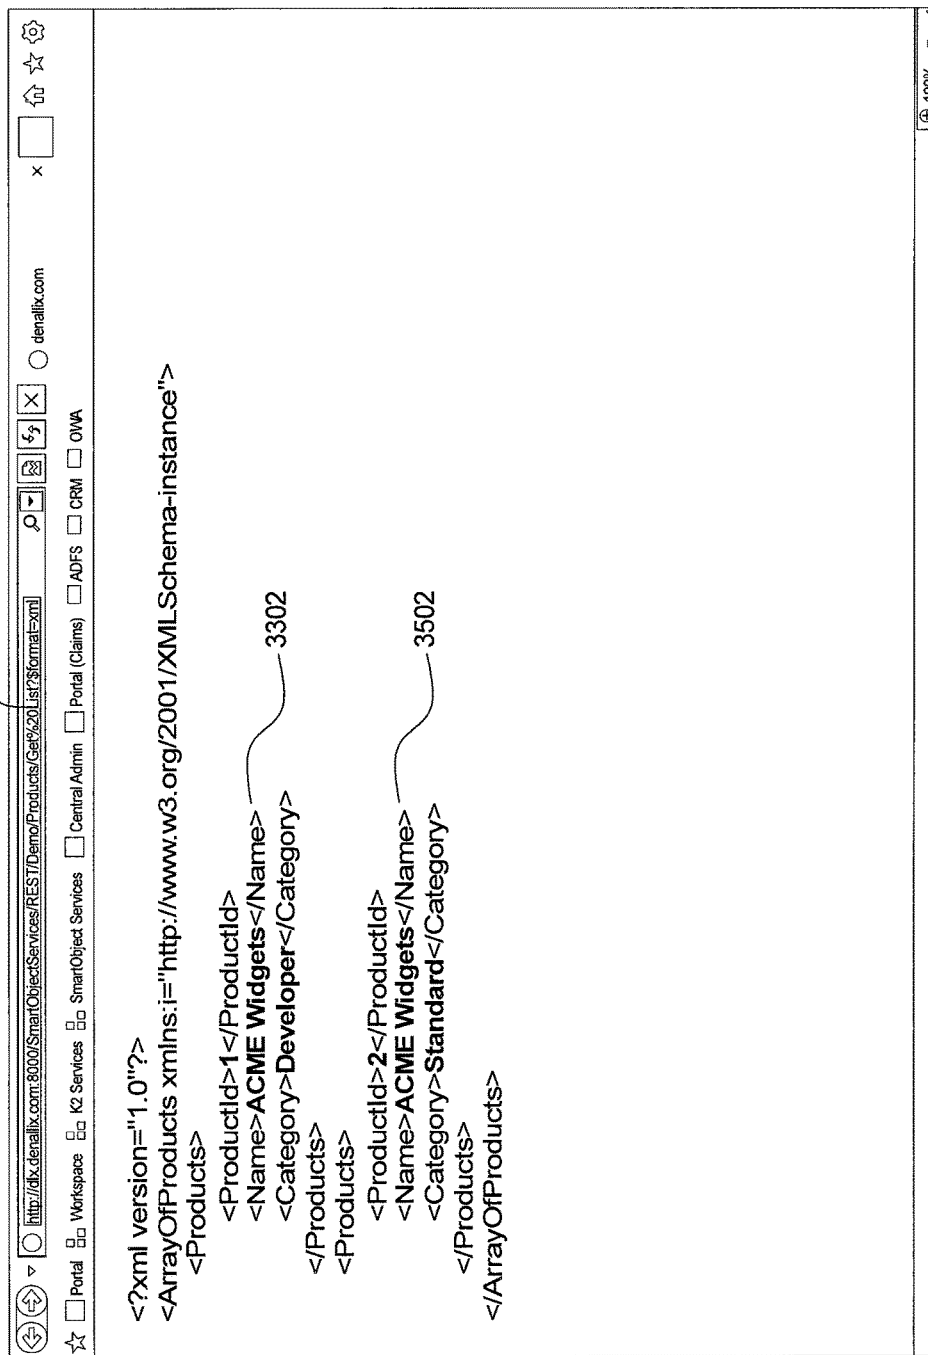 http://dlx.denallix.com:8000/SmartObjectServices/REST/Demo/Products/Get%20List?$format=xml
denallix.com
x
Portal Workspace K2 Services SmartObject Services Central Admin Portal (Claims) ADFS CRM OWA
<?xml version="1.0"?>
<ArrayOfProducts xmlns:i="http://www.w3.org/2001/XMLSchema-instance">
<Products>
<ProductId>1</ProductId>
<Name>ACME Widgets</Name>
<Category>Developer</Category>
3302
</Products>
<Products>
<ProductId>2</ProductId>
<Name>ACME Widgets</Name>
<Category>Standard</Category>
3502
</Products>
</ArrayOfProducts>